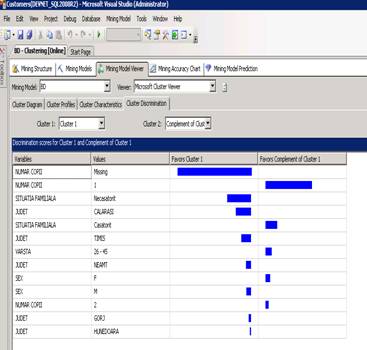 Customers(DEVNET_SQL2008R2) - Microsoft Visual Studio (Administrator)
File Edit View Project Debug Database Mining Model Tools Window Help
BD - Clustering [Online] Start Page
Toolbox
Mining Structure Mining Models Mining Model Viewer Mining Accuracy Chart Mining Model Prediction
Mining Model: BD Viewer: Microsoft Cluster Viewer
Cluster Diagram Cluster Profiles Cluster Characteristics Cluster Discrimination
Cluster 1: Cluster 1 Cluster 2: Complement of Clust
Discrimination scores for Cluster 1 and Complement of Cluster 1
Variables Values Favors Cluster 1 Favors Complement of Cluster 1
NUMAR COPII Missing
NUMAR COPII 1
SITUATIA FAMILIALA Necasatorit
JUDET CALARASI
SITUATIA FAMILIALA Casatorit
JUDET TIMIS
VARSTA 26 - 45
JUDET NEAMT
SEX F
SEX M
NUMAR COPII 2
JUDET GORJ
JUDET HUNEDOARA